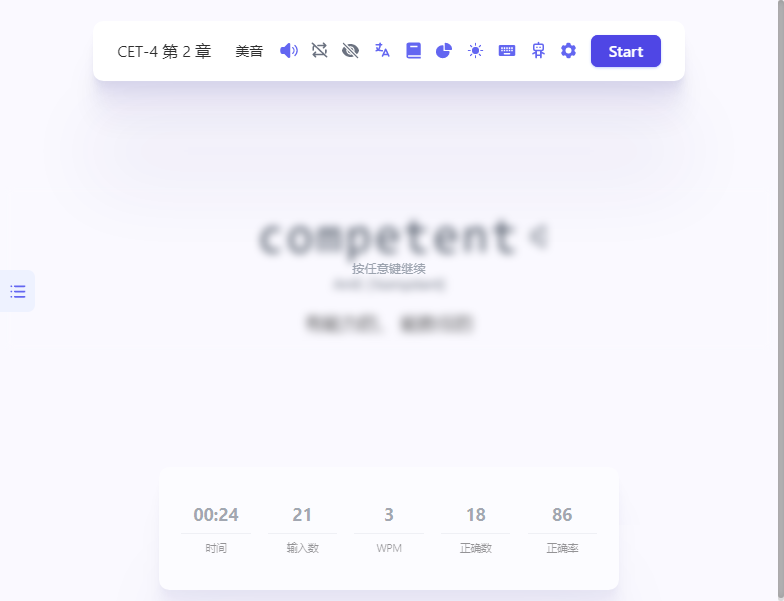 CET-4 第 2 章 美音 Start
competent
按任意键继续
00:24 21 3 18 86
时间 输入数 WPM 正确数 正确率